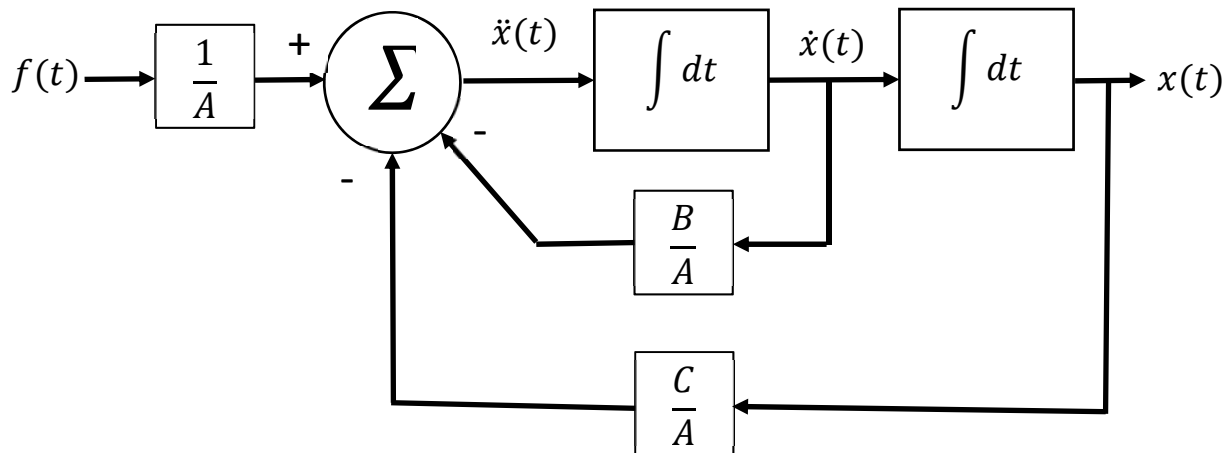 f(t)
1
A
+
∑
ẍ(t)
∫ dt
ẋ(t)
∫ dt
x(t)
-
-
B
A
C
A